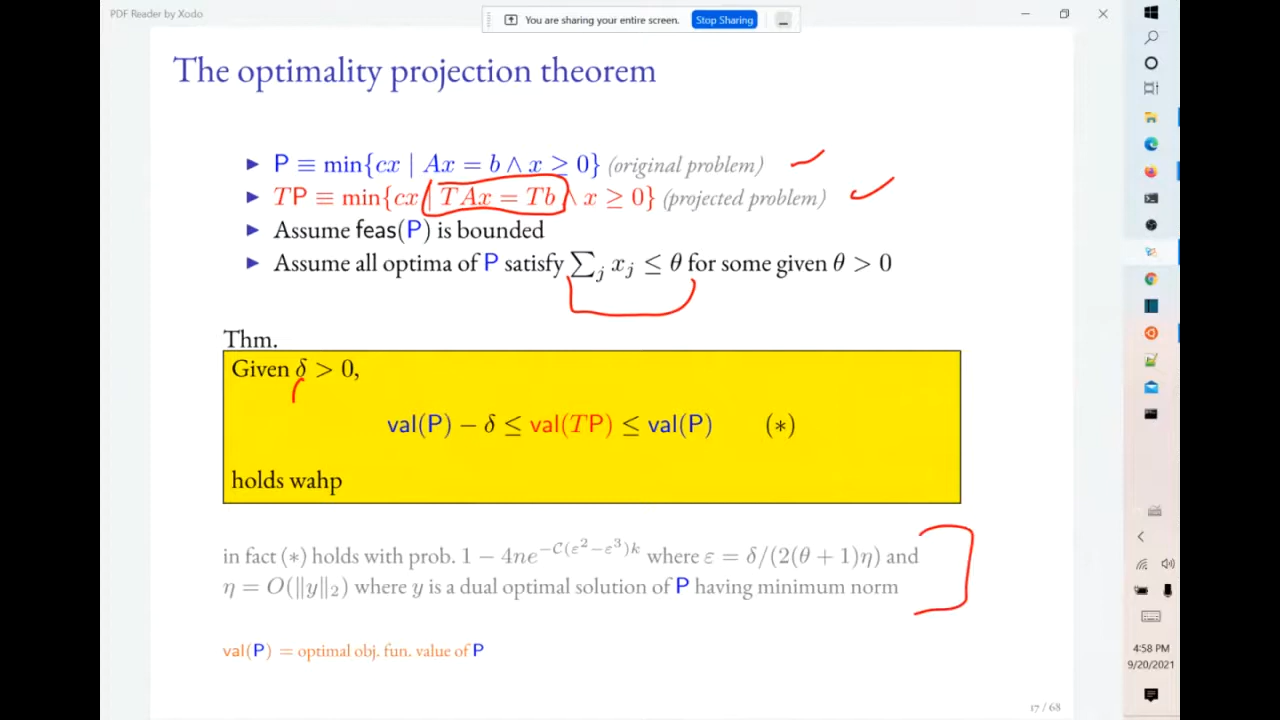 PDF Reader by Xodo
You are sharing your entire screen. Stop Sharing
The optimality projection theorem
► P ≡ min{cx | Ax = b ∧ x ≥ 0} (original problem)
► TP ≡ min{cx | TAx = Tb ∧ x ≥ 0} (projected problem)
► Assume feas(P) is bounded
► Assume all optima of P satisfy ∑ⱼ xⱼ ≤ θ for some given θ > 0
Thm.
Given δ > 0,
val(P) − δ ≤ val(TP) ≤ val(P) (∗)
holds wahp
in fact (∗) holds with prob. 1 − 4ne^{−C(ε²−ε³)k} where ε = δ/(2(θ + 1)η) and
η = O(‖y‖₂) where y is a dual optimal solution of P having minimum norm
val(P) = optimal obj. fun. value of P
17 / 68
4:58 PM
9/20/2021